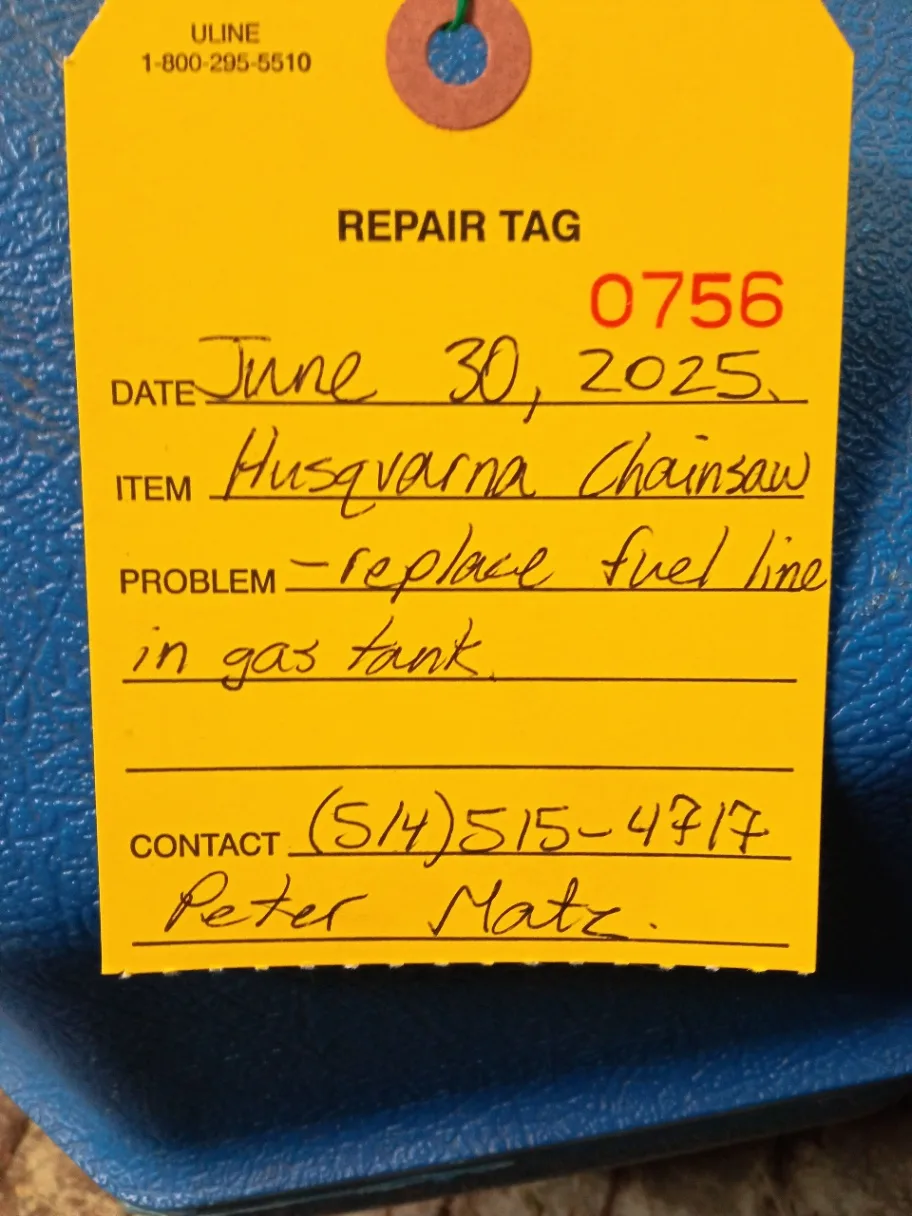 ULINE
1-800-295-5510
REPAIR TAG
0756
DATE June 30, 2025.
ITEM Husqvarna Chainsaw
PROBLEM -replace fuel line
in gas tank.
CONTACT (514)515-4717
Peter Matz.